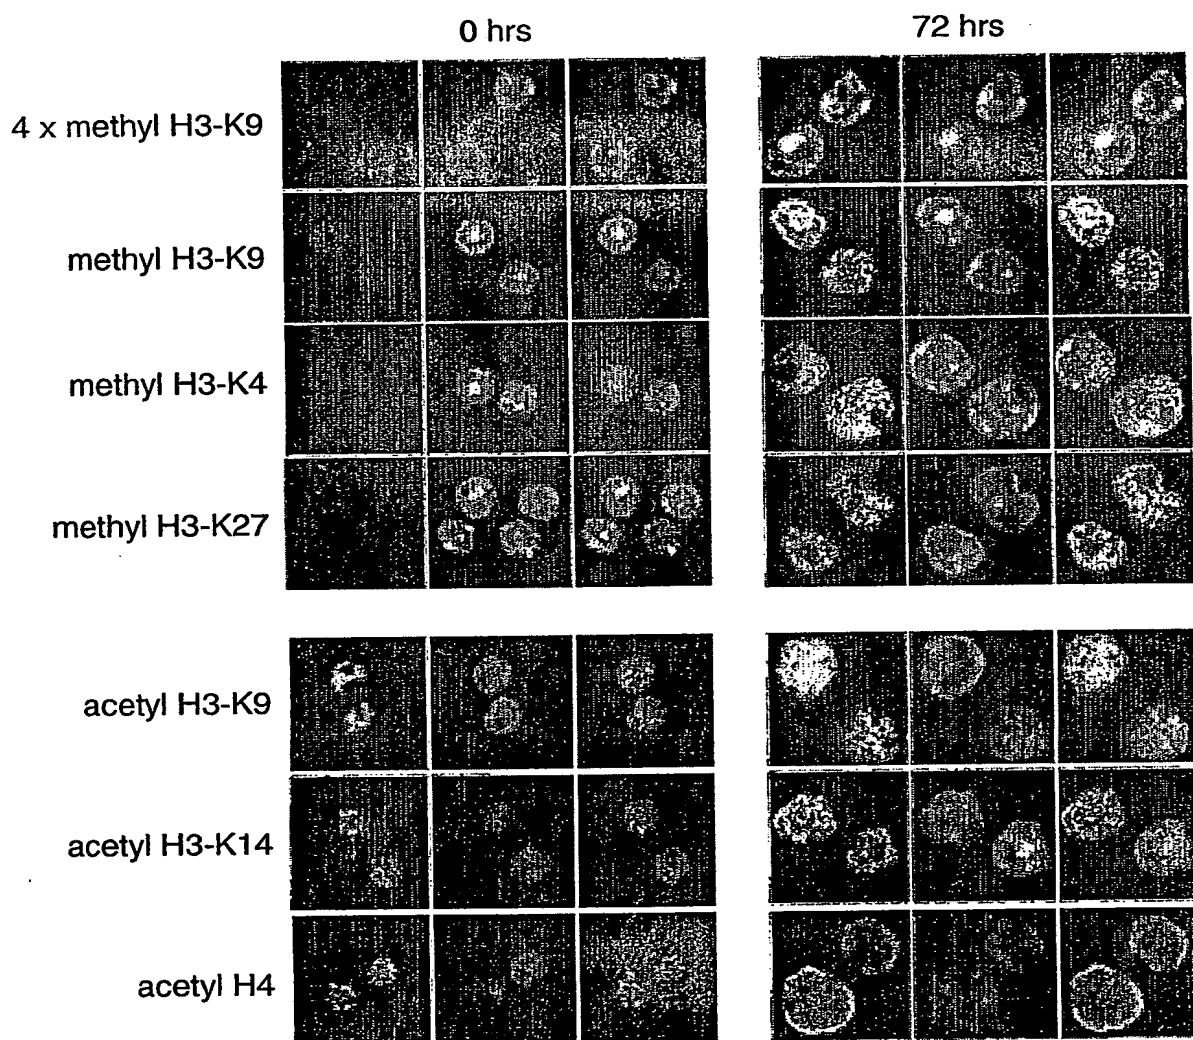 0 hrs
72 hrs
4 x methyl H3-K9
methyl H3-K9
methyl H3-K4
methyl H3-K27
acetyl H3-K9
acetyl H3-K14
acetyl H4